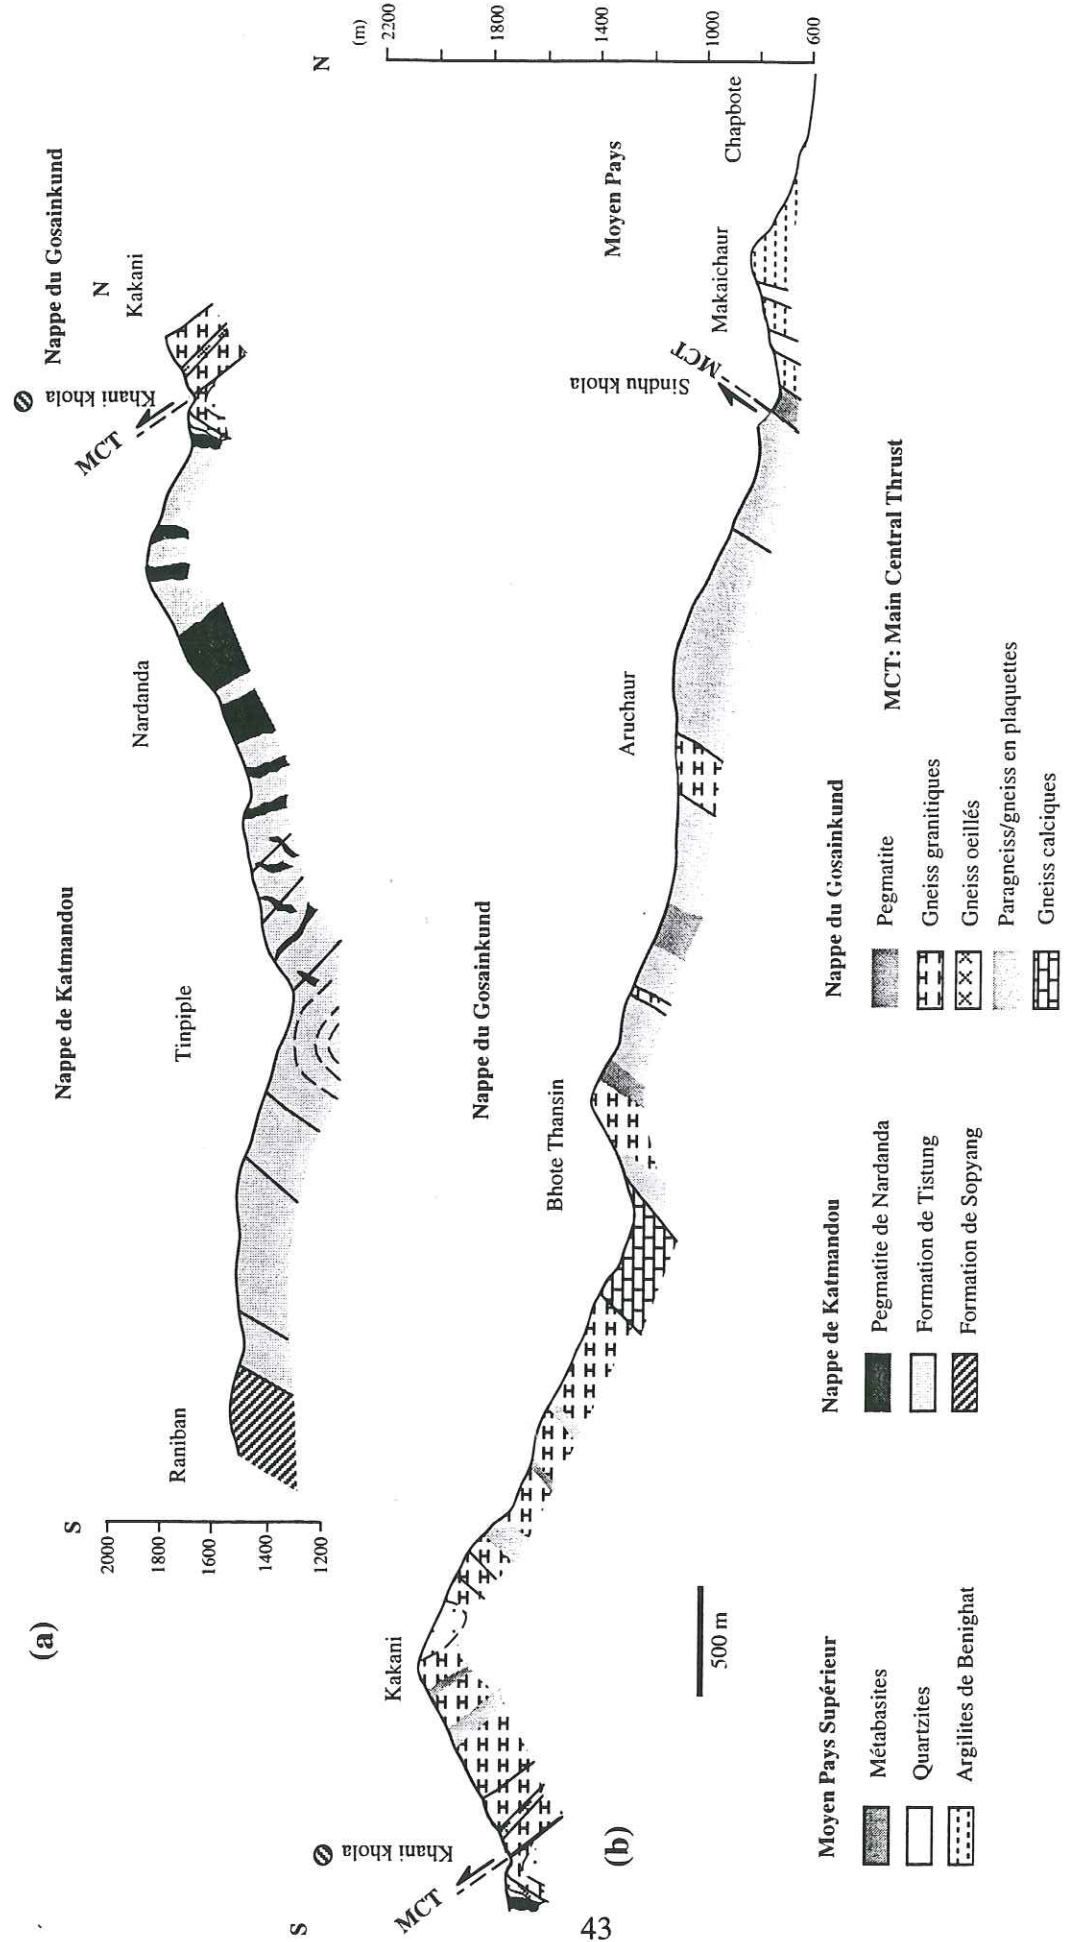 (a)
S
N
2000
1800
1600
1400
1200
Nappe de Katmandou
Nappe du Gosainkund
Raniban
Tinpiple
Nardanda
Kakani
MCT
Khani khola
(b)
S
N
(m)
2200
1800
1400
1000
600
Nappe du Gosainkund
Moyen Pays
MCT
Khani khola
Kakani
Bhote Thansin
Aruchaur
Sindhu khola
MCT
Makaichaur
Chapbote
500 m
Moyen Pays Supérieur
Métabasites
Quartzites
Argilites de Benighat
Nappe de Katmandou
Pegmatite de Nardanda
Formation de Tistung
Formation de Sopyang
Nappe du Gosainkund
Pegmatite
Gneiss granitiques
Gneiss oeillés
Paragneiss/gneiss en plaquettes
Gneiss calciques
MCT: Main Central Thrust
43